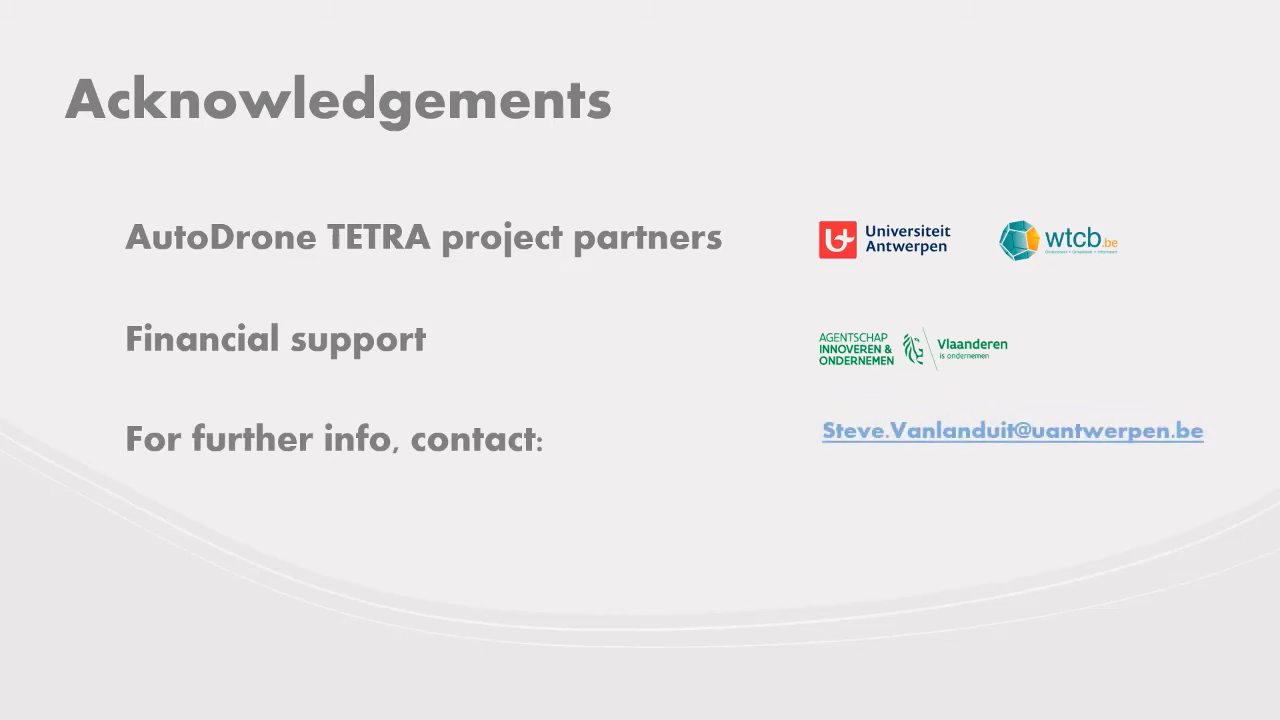 Acknowledgements
AutoDrone TETRA project partners
Universiteit
Antwerpen
wtcb.be
Financial support
AGENTSCHAP
INNOVEREN &
ONDERNEMEN
Vlaanderen
is ondernemen
For further info, contact:
Steve.Vanlanduit@uantwerpen.be